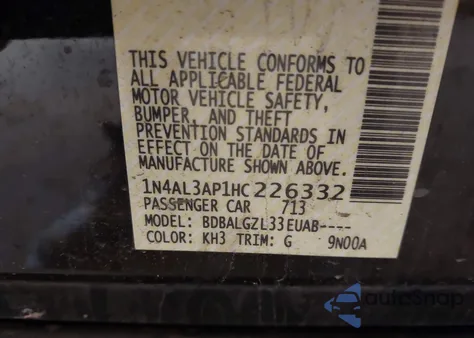 THIS VEHICLE CONFORMS TO
ALL APPLICABLE FEDERAL
MOTOR VEHICLE SAFETY,
BUMPER, AND THEFT
PREVENTION STANDARDS IN
EFFECT ON THE DATE OF
MANUFACTURE SHOWN ABOVE.
1N4AL3AP1HC226332
PASSENGER CAR 713
MODEL: BDBALGZL33EUAB----
COLOR: KH3 TRIM: G 9N00A
autoSnap